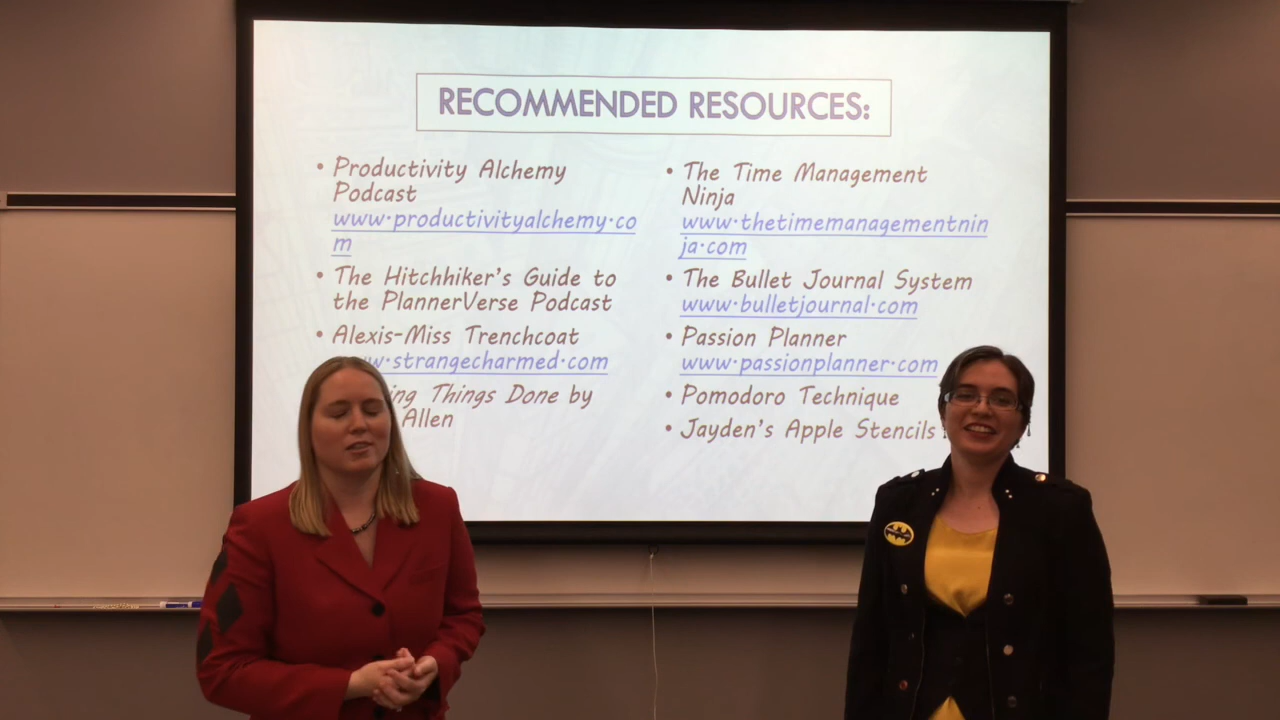 RECOMMENDED RESOURCES:
• Productivity Alchemy
Podcast
www.productivityalchemy.co
m
• The Hitchhiker's Guide to
the PlannerVerse Podcast
• Alexis-Miss Trenchcoat
.strangecharmed.com
Things Done by
Allen
• The Time Management
Ninja
www.thetimemanagementnin
ja.com
• The Bullet Journal System
www.bulletjournal.com
• Passion Planner
www.passionplanner.com
• Pomodoro Technique
• Jayden's Apple Stencils